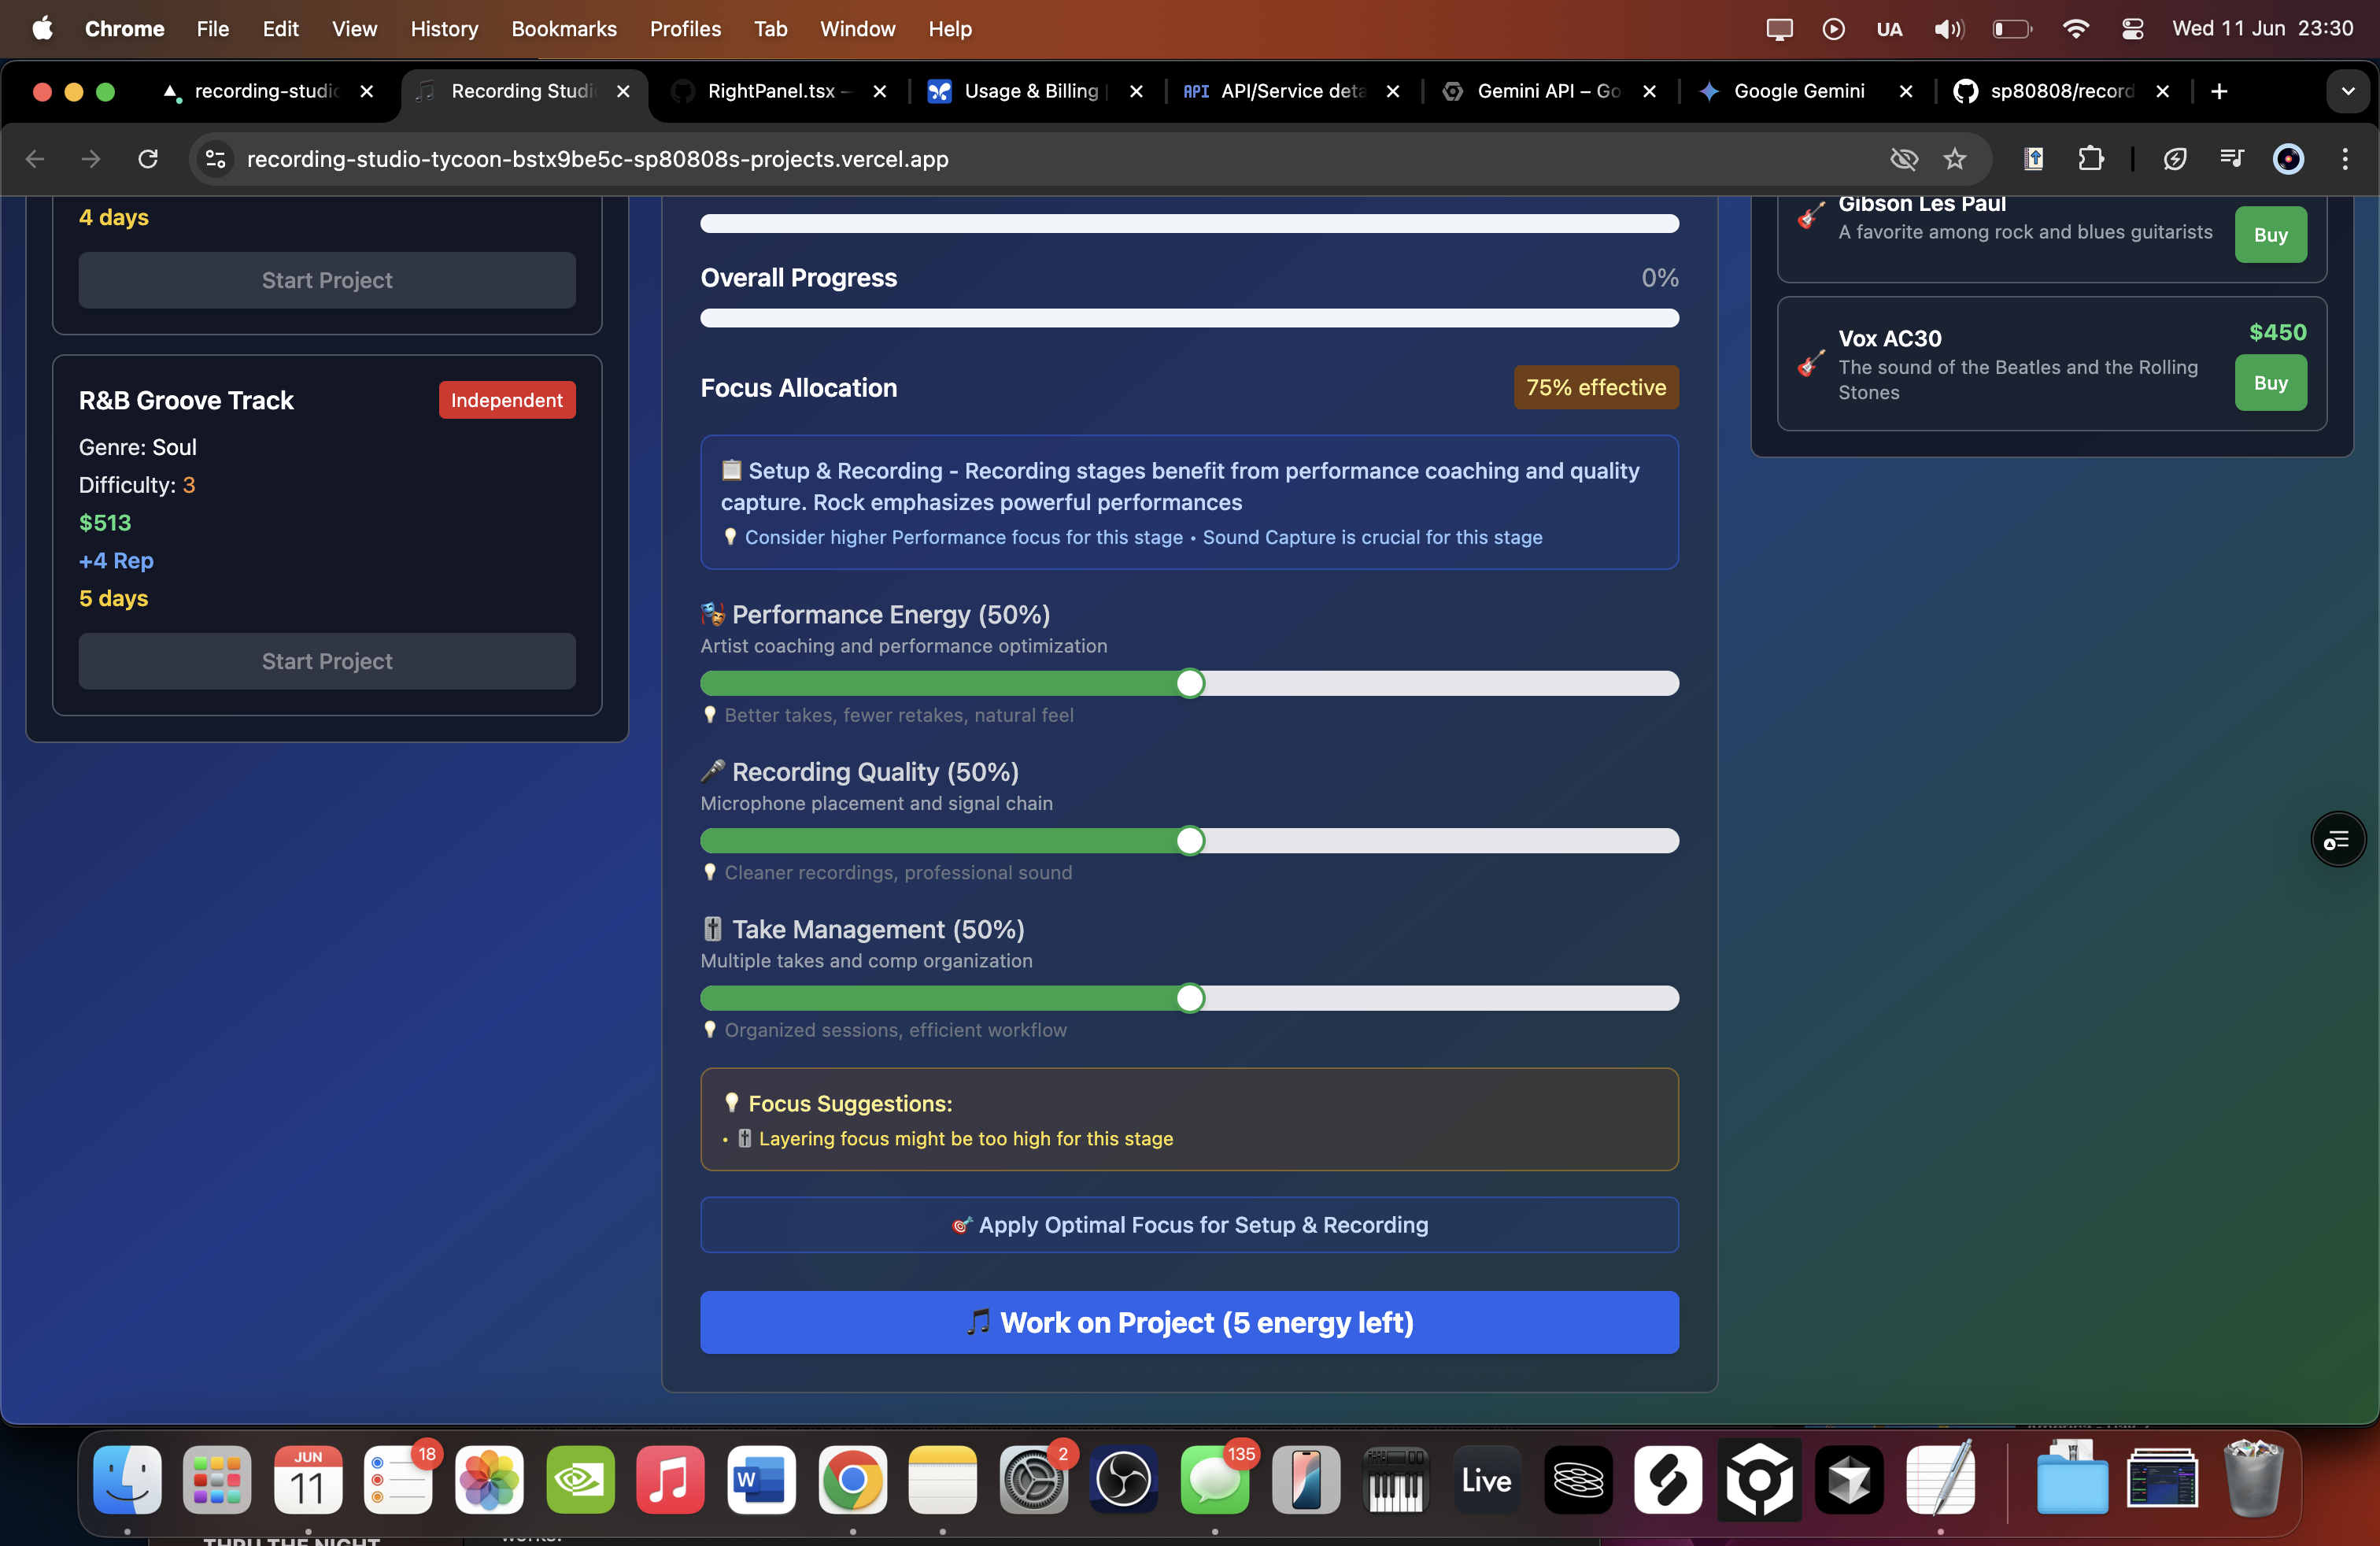 Chrome File Edit View History Bookmarks Profiles Tab Window Help UA Wed 11 Jun 23:30
recording-studio Recording Studi RightPanel.tsx – Usage & Billing API API/Service deta Gemini API – Go Google Gemini sp80808/record
recording-studio-tycoon-bstx9be5c-sp80808s-projects.vercel.app
4 days
Start Project
R&B Groove Track
Independent
Genre: Soul
Difficulty: 3
$513
+4 Rep
5 days
Start Project
Overall Progress 0%
Focus Allocation 75% effective
Setup & Recording - Recording stages benefit from performance coaching and quality
capture. Rock emphasizes powerful performances
Consider higher Performance focus for this stage • Sound Capture is crucial for this stage
Performance Energy (50%)
Artist coaching and performance optimization
Better takes, fewer retakes, natural feel
Recording Quality (50%)
Microphone placement and signal chain
Cleaner recordings, professional sound
Take Management (50%)
Multiple takes and comp organization
Organized sessions, efficient workflow
Focus Suggestions:
• Layering focus might be too high for this stage
Apply Optimal Focus for Setup & Recording
Work on Project (5 energy left)
Gibson Les Paul
A favorite among rock and blues guitarists
Buy
Vox AC30
$450
The sound of the Beatles and the Rolling
Stones
Buy
JUN
11
18
W
2
135
Live
THRU THE NIGHT
works.